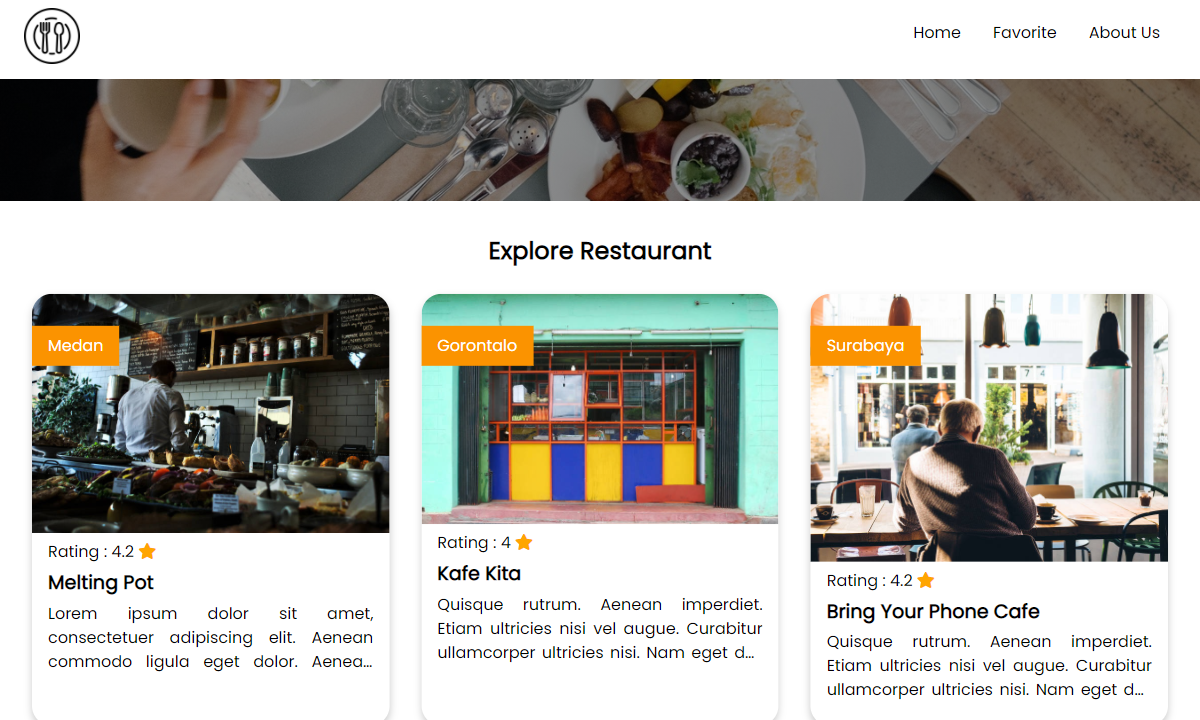 Home Favorite About Us
Explore Restaurant
Medan
Rating : 4.2
Melting Pot
Lorem ipsum dolor sit amet,
consectetuer adipiscing elit. Aenean
commodo ligula eget dolor. Aenea...
Gorontalo
Rating : 4
Kafe Kita
Quisque rutrum. Aenean imperdiet.
Etiam ultricies nisi vel augue. Curabitur
ullamcorper ultricies nisi. Nam eget d...
Surabaya
Rating : 4.2
Bring Your Phone Cafe
Quisque rutrum. Aenean imperdiet.
Etiam ultricies nisi vel augue. Curabitur
ullamcorper ultricies nisi. Nam eget d...